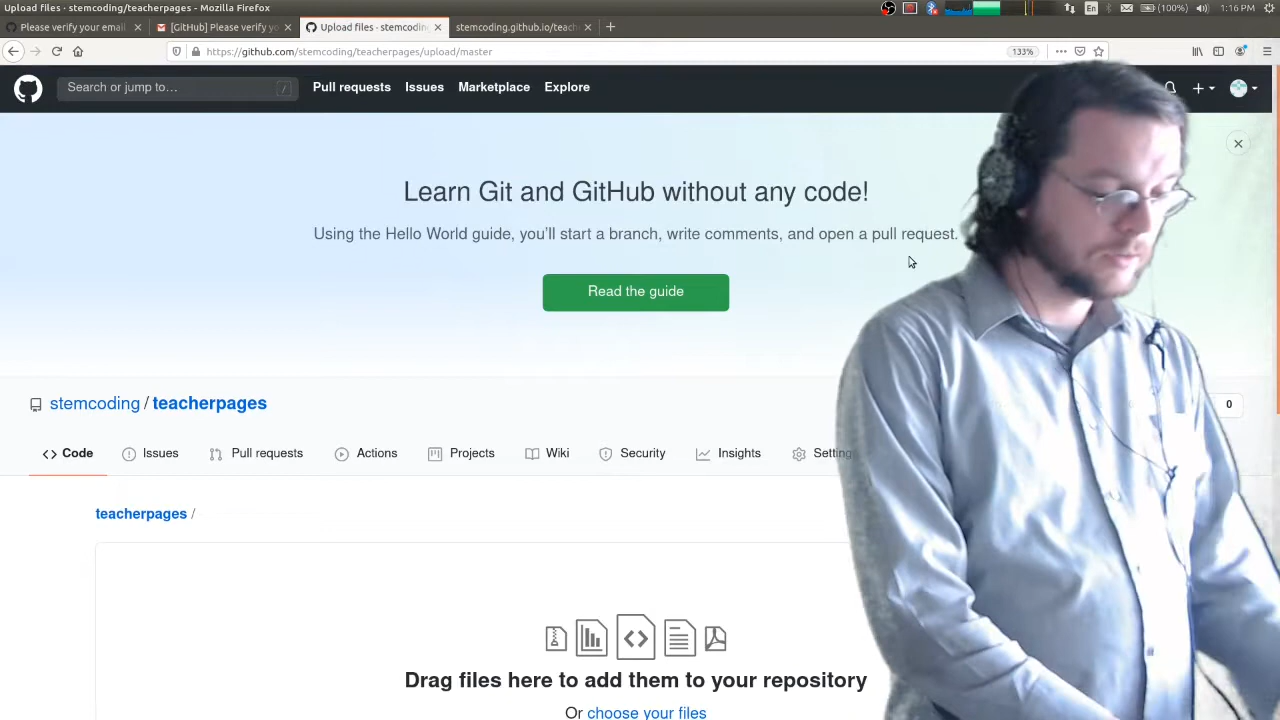 Upload files · stemcoding/teacherpages - Mozilla Firefox
En
(100%)
1:16 PM
Please verify your email
[GitHub] Please verify y
Upload files · stemcoding
stemcoding.github.io/teach
https://github.com/stemcoding/teacherpages/upload/master
133%
Search or jump to…
/
Pull requests
Issues
Marketplace
Explore
Learn Git and GitHub without any code!
Using the Hello World guide, you’ll start a branch, write comments, and open a pull request.
Read the guide
stemcoding / teacherpages
0
Code
Issues
Pull requests
Actions
Projects
Wiki
Security
Insights
Setting
teacherpages /
Drag files here to add them to your repository
Or choose your files